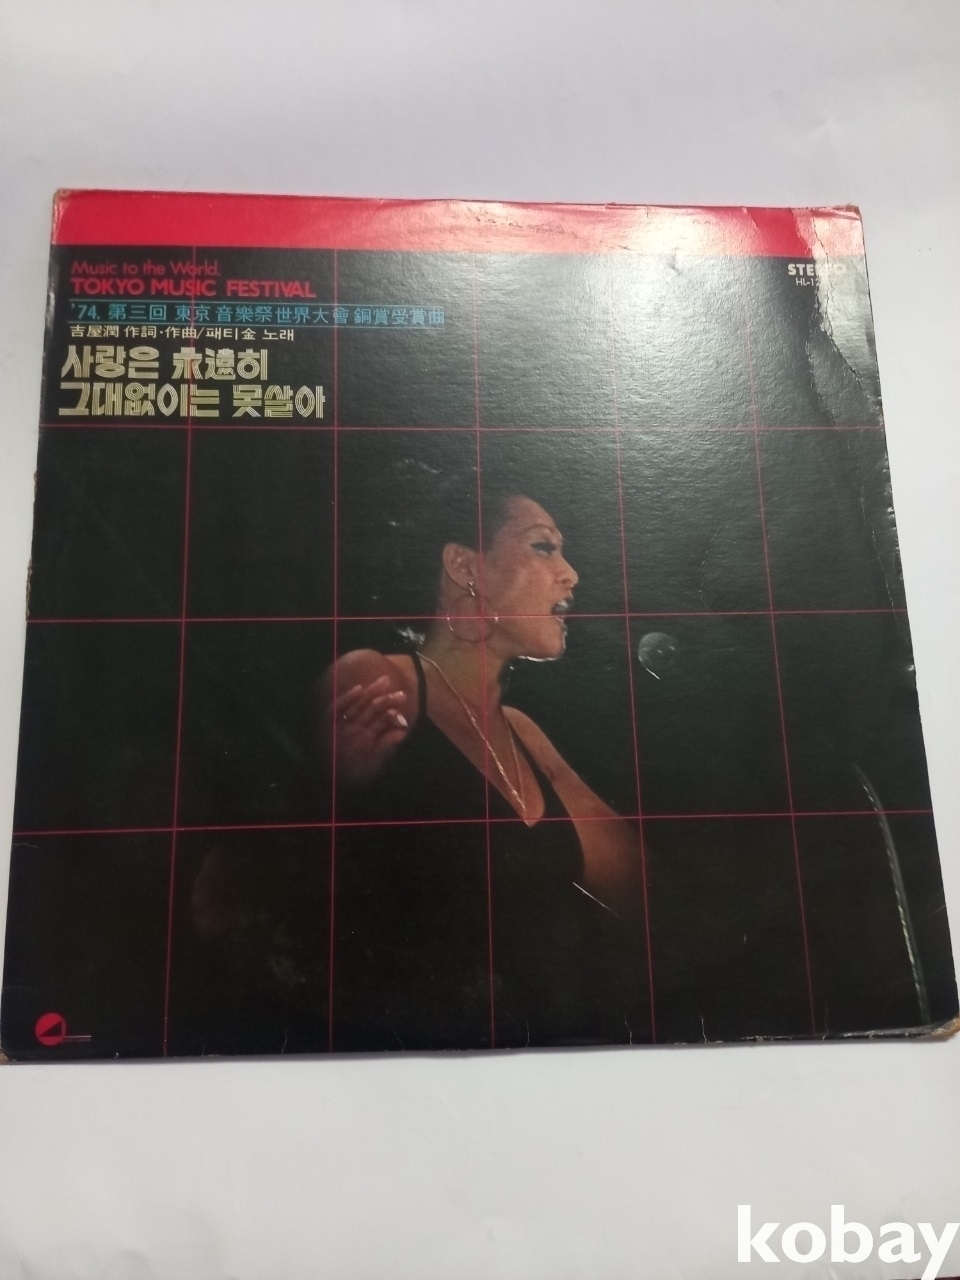 Music to the World.
TOKYO MUSIC FESTIVAL
'74. 第三回 東京音樂祭世界大會 銅賞受賞曲
吉屋潤 作詞·作曲/패티金 노래
사랑은 永遠히
그대없이는 못살아
STEREO
kobay